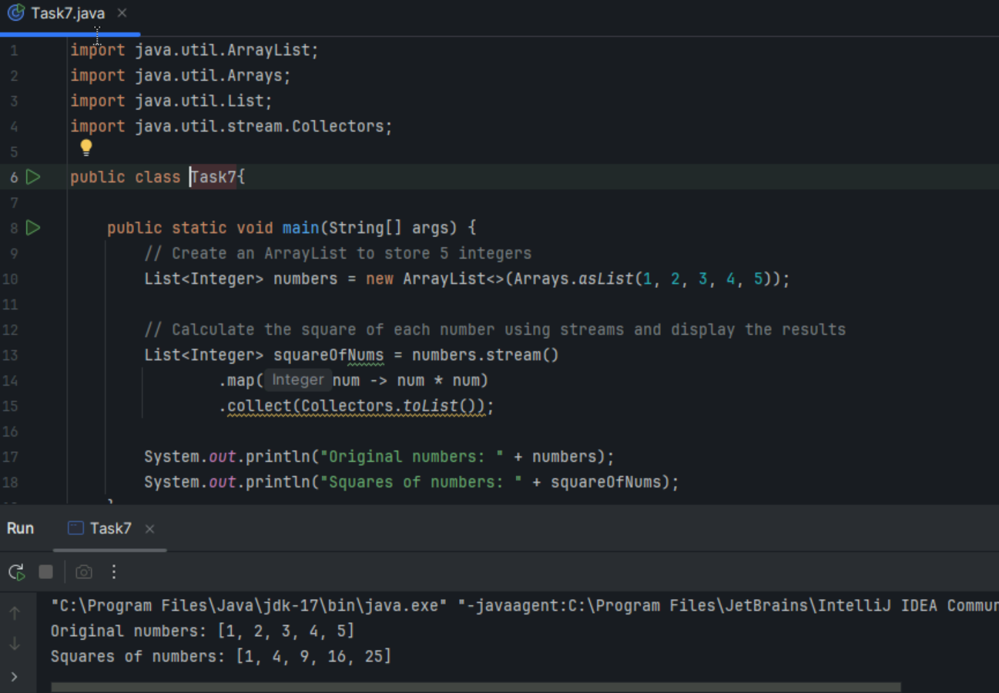 Task7.java
1 import java.util.ArrayList;
2 import java.util.Arrays;
3 import java.util.List;
4 import java.util.stream.Collectors;
5
6 public class Task7{
7
8 public static void main(String[] args) {
9 // Create an ArrayList to store 5 integers
10 List<Integer> numbers = new ArrayList<>(Arrays.asList(1, 2, 3, 4, 5));
11
12 // Calculate the square of each number using streams and display the results
13 List<Integer> squareOfNums = numbers.stream()
14 .map( Integer num -> num * num)
15 .collect(Collectors.toList());
16
17 System.out.println("Original numbers: " + numbers);
18 System.out.println("Squares of numbers: " + squareOfNums);
Run Task7
"C:\Program Files\Java\jdk-17\bin\java.exe" "-javaagent:C:\Program Files\JetBrains\IntelliJ IDEA Commun
Original numbers: [1, 2, 3, 4, 5]
Squares of numbers: [1, 4, 9, 16, 25]